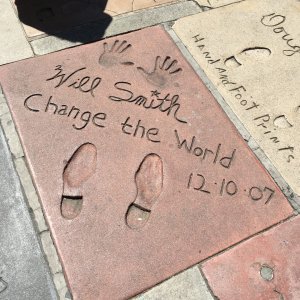 Will Smith
Change the World
12.10.07
Doug
Hand and Foot Prints